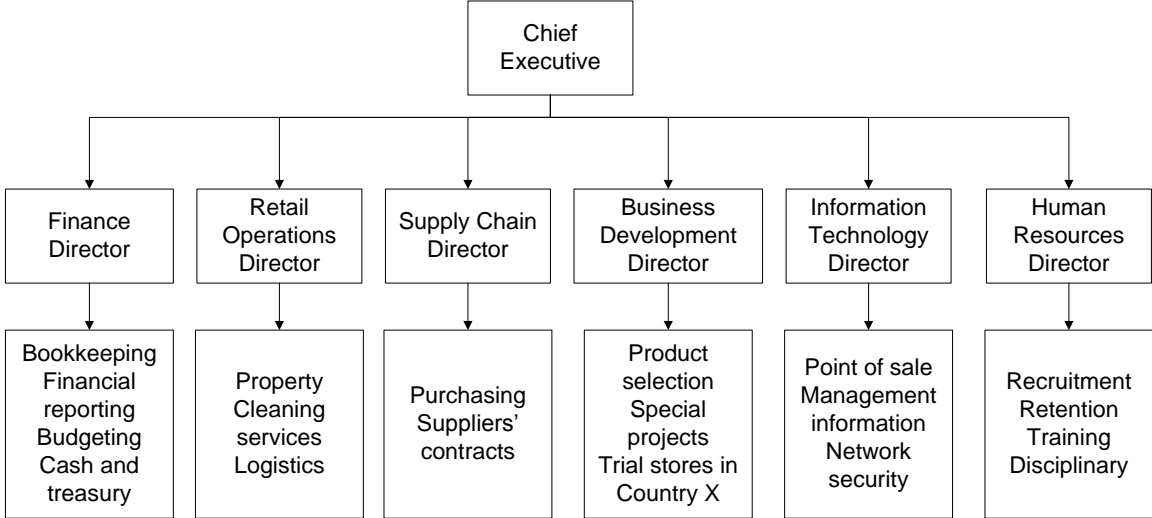 Chief
Executive
Finance
Director
Retail
Operations
Director
Supply Chain
Director
Business
Development
Director
Information
Technology
Director
Human
Resources
Director
Bookkeeping
Financial
reporting
Budgeting
Cash and
treasury
Property
Cleaning
services
Logistics
Purchasing
Suppliers’
contracts
Product
selection
Special
projects
Trial stores in
Country X
Point of sale
Management
information
Network
security
Recruitment
Retention
Training
Disciplinary